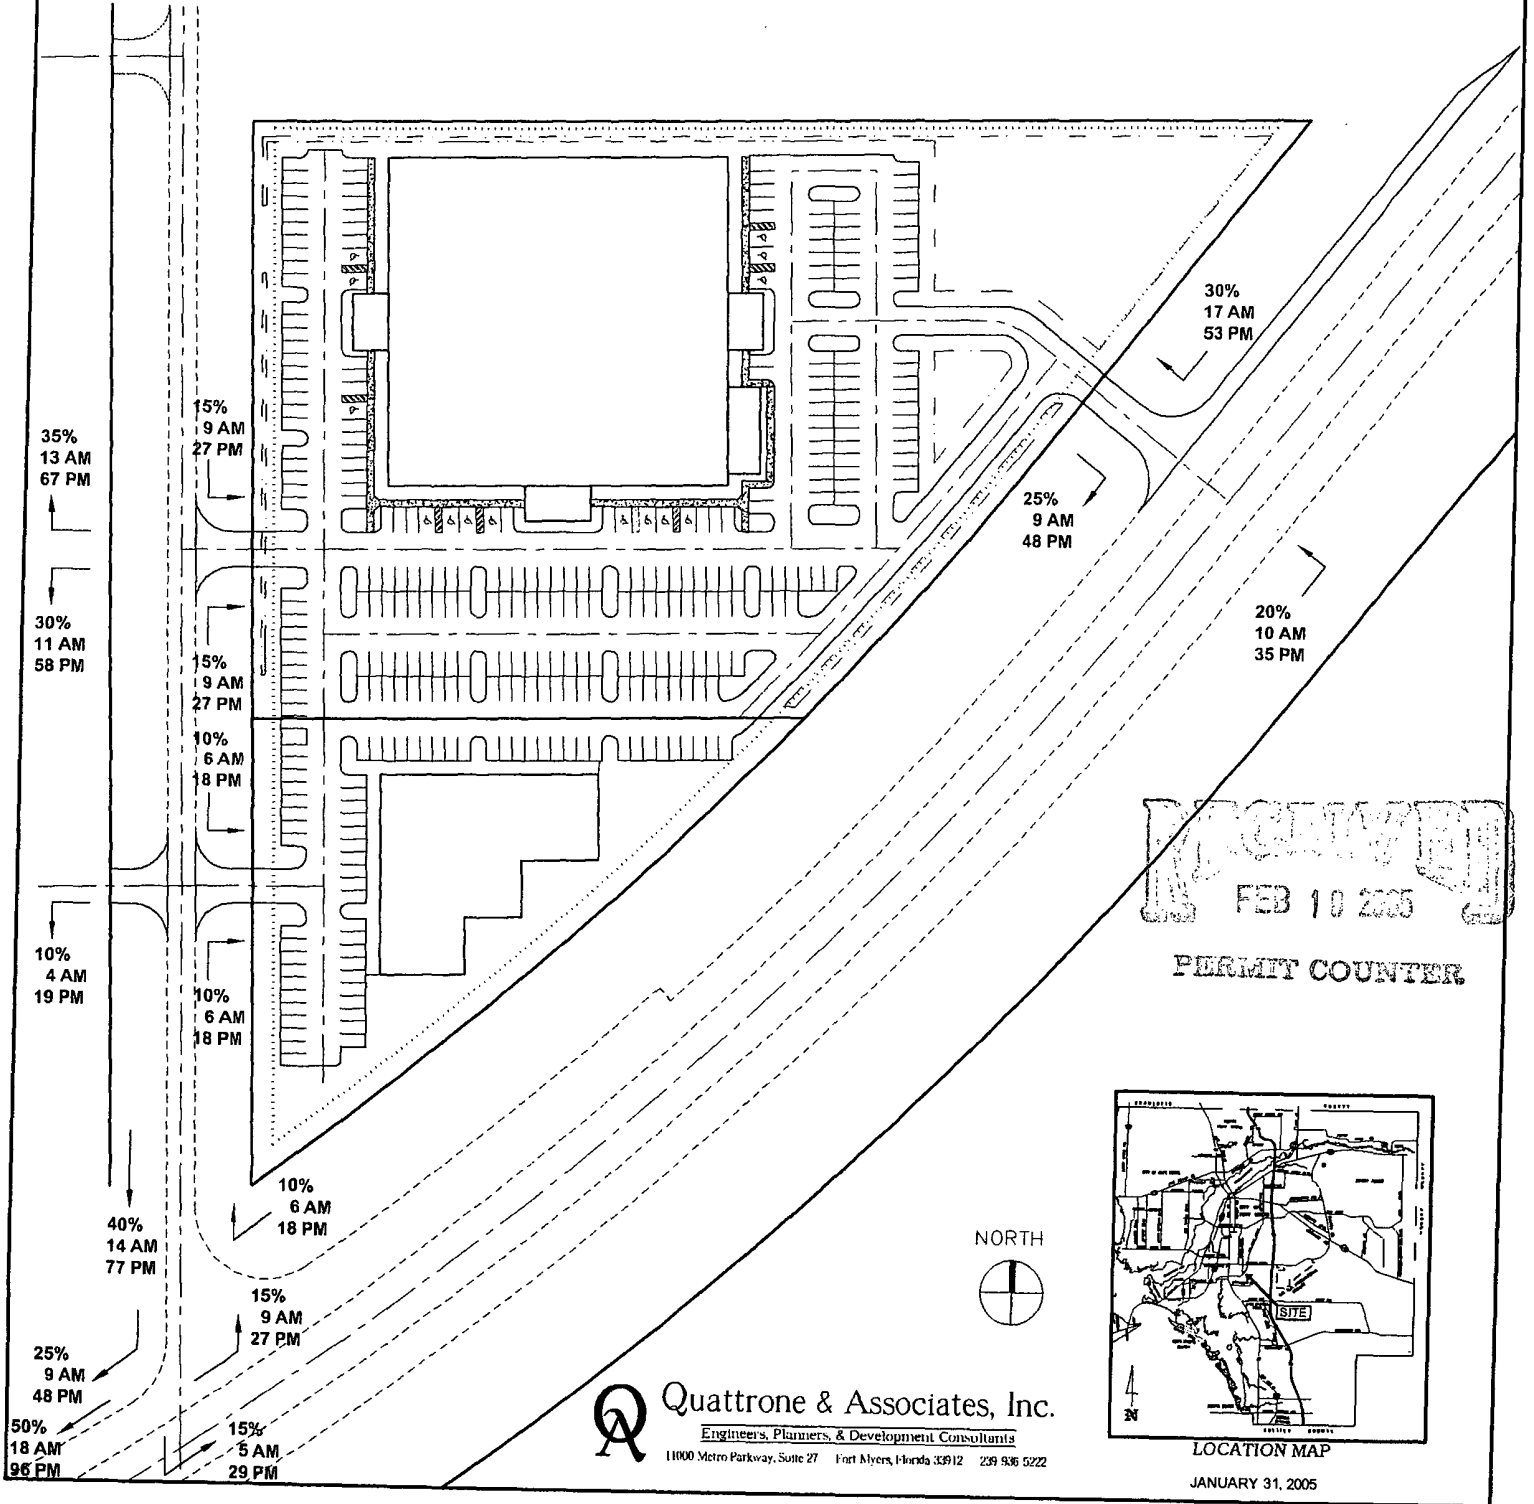 30%
17 AM
53 PM
15%
9 AM
27 PM
35%
13 AM
67 PM
25%
9 AM
48 PM
20%
10 AM
35 PM
30%
11 AM
58 PM
15%
9 AM
27 PM
10%
6 AM
18 PM
RECEIVED
FEB 10 2005
PERMIT COUNTER
10%
4 AM
19 PM
10%
6 AM
18 PM
10%
6 AM
18 PM
40%
14 AM
77 PM
15%
9 AM
27 PM
25%
9 AM
48 PM
50%
18 AM
96 PM
15%
5 AM
29 PM
NORTH
SITE
N
LOCATION MAP
JANUARY 31, 2005
QA
Quattrone & Associates, Inc.
Engineers, Planners, & Development Consultants
11000 Metro Parkway, Suite 27 Fort Myers, Florida 33912 239 936 5222